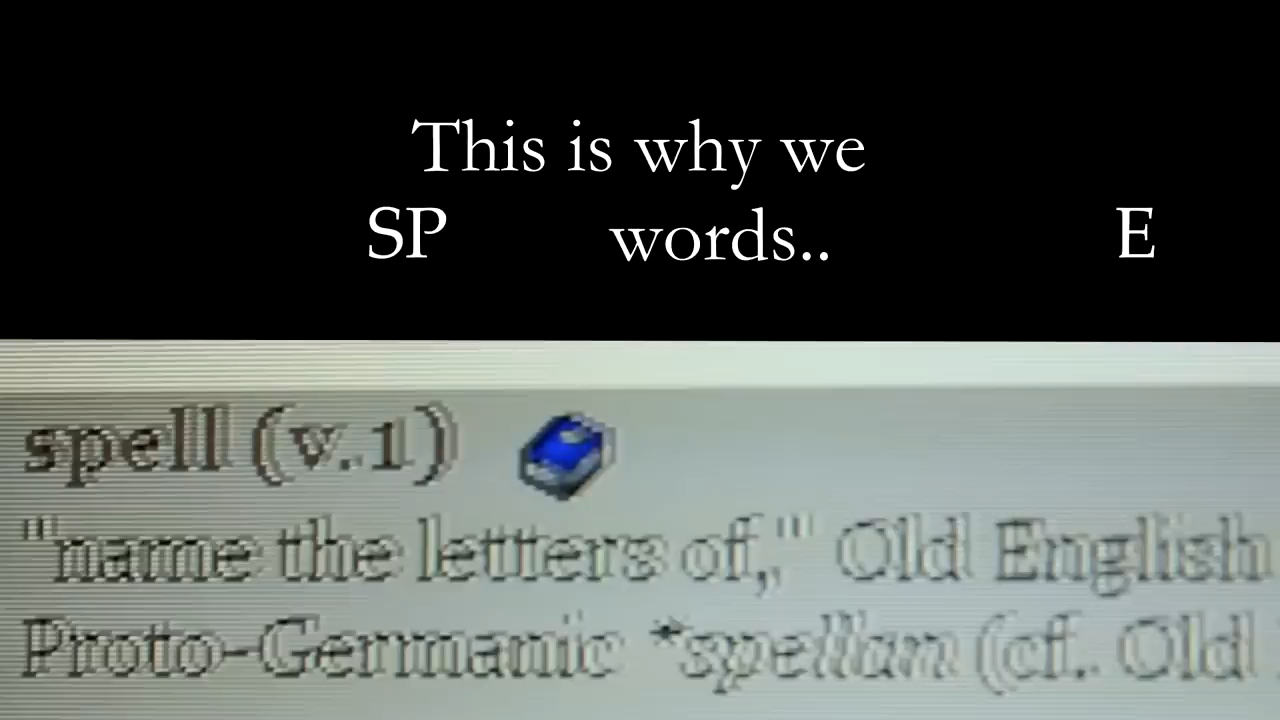 This is why we
SP words.. E
spell (v.1)
"name the letters of," Old English
Proto-Germanic *spellan (cf. Old